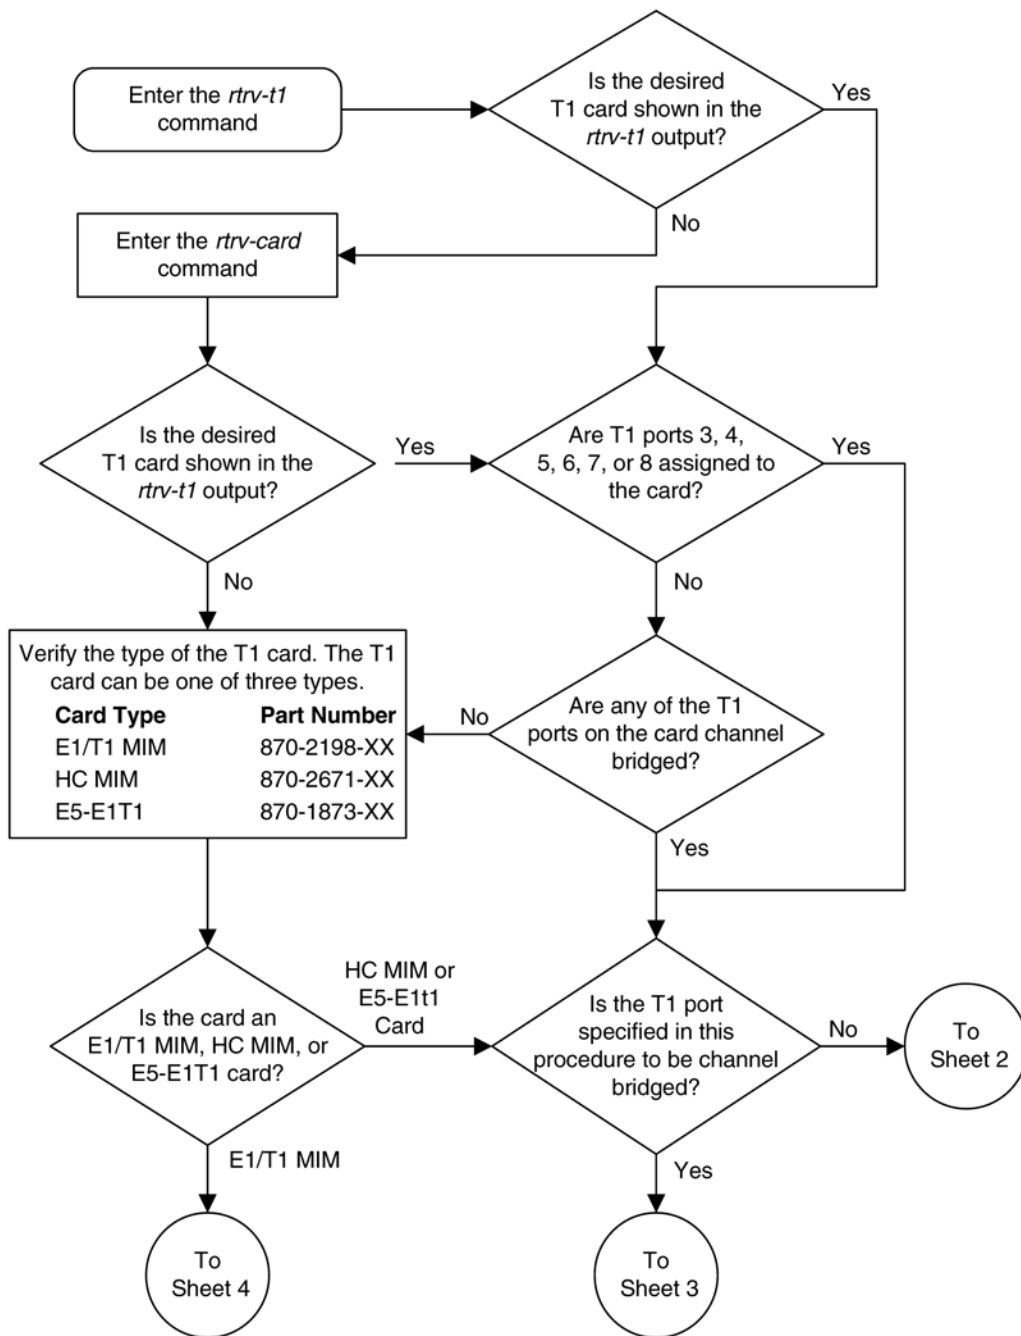 Enter the rtrv-t1
command
Is the desired
T1 card shown in the
rtrv-t1 output?
Yes
No
Enter the rtrv-card
command
Is the desired
T1 card shown in the
rtrv-t1 output?
Yes
No
Are T1 ports 3, 4,
5, 6, 7, or 8 assigned to
the card?
Yes
No
Verify the type of the T1 card. The T1
card can be one of three types.
Card Type Part Number
E1/T1 MIM 870-2198-XX
HC MIM 870-2671-XX
E5-E1T1 870-1873-XX
No
Are any of the T1
ports on the card channel
bridged?
Yes
Is the card an
E1/T1 MIM, HC MIM, or
E5-E1T1 card?
HC MIM or
E5-E1t1
Card
E1/T1 MIM
Is the T1 port
specified in this
procedure to be channel
bridged?
No
To
Sheet 2
Yes
To
Sheet 4
To
Sheet 3